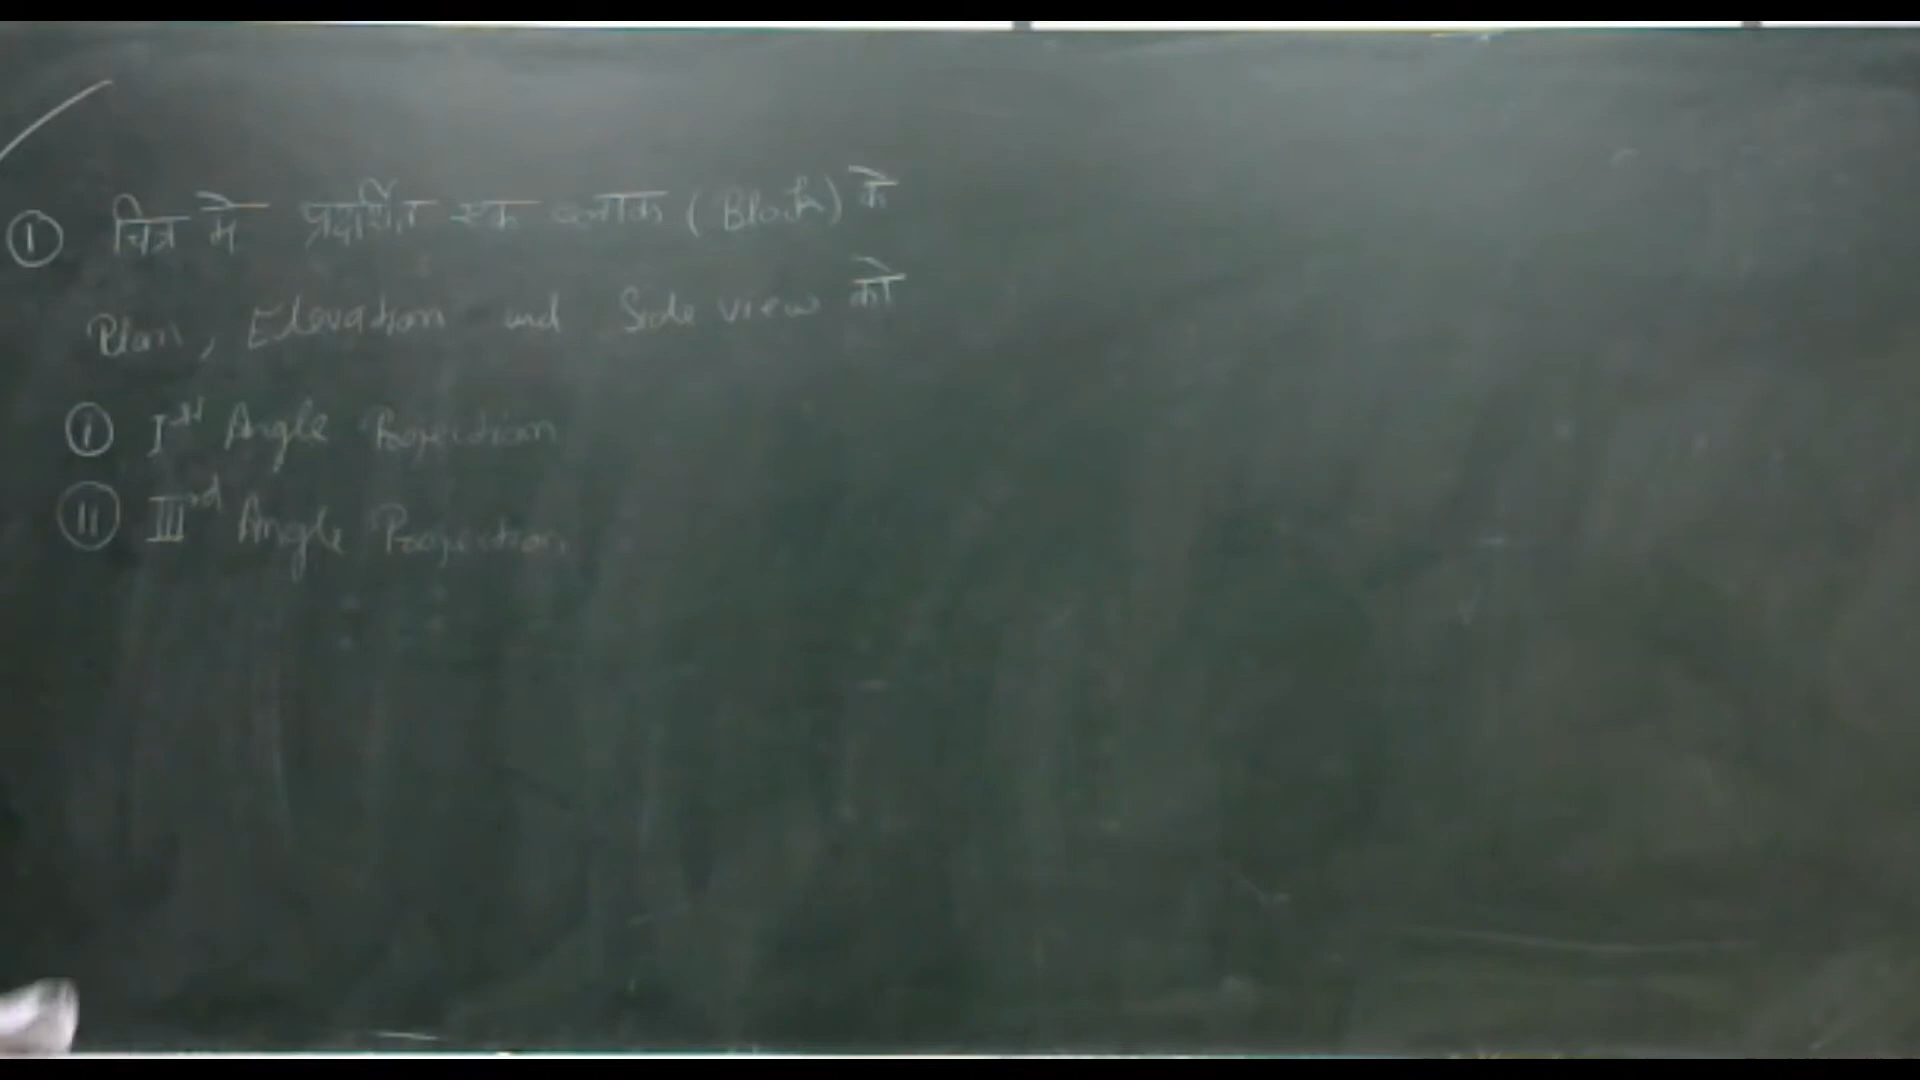 ① चित्र में प्रदर्शित एक ब्लाक (Block) के
Plan, Elevation and Side view को
ⓘ Ist Angle Projection
ⓘⓘ IIIrd Angle Projection